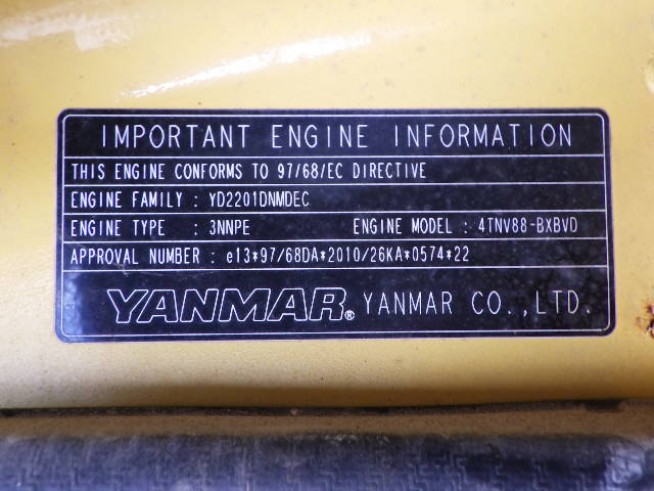 IMPORTANT ENGINE INFORMATION
THIS ENGINE CONFORMS TO 97/68/EC DIRECTIVE
ENGINE FAMILY : YD2201DNMDEC
ENGINE TYPE : 3NNPE ENGINE MODEL : 4TNV88-BXBVD
APPROVAL NUMBER : e13*97/68DA*2010/26KA*0574*22
YANMAR® YANMAR CO.,LTD.